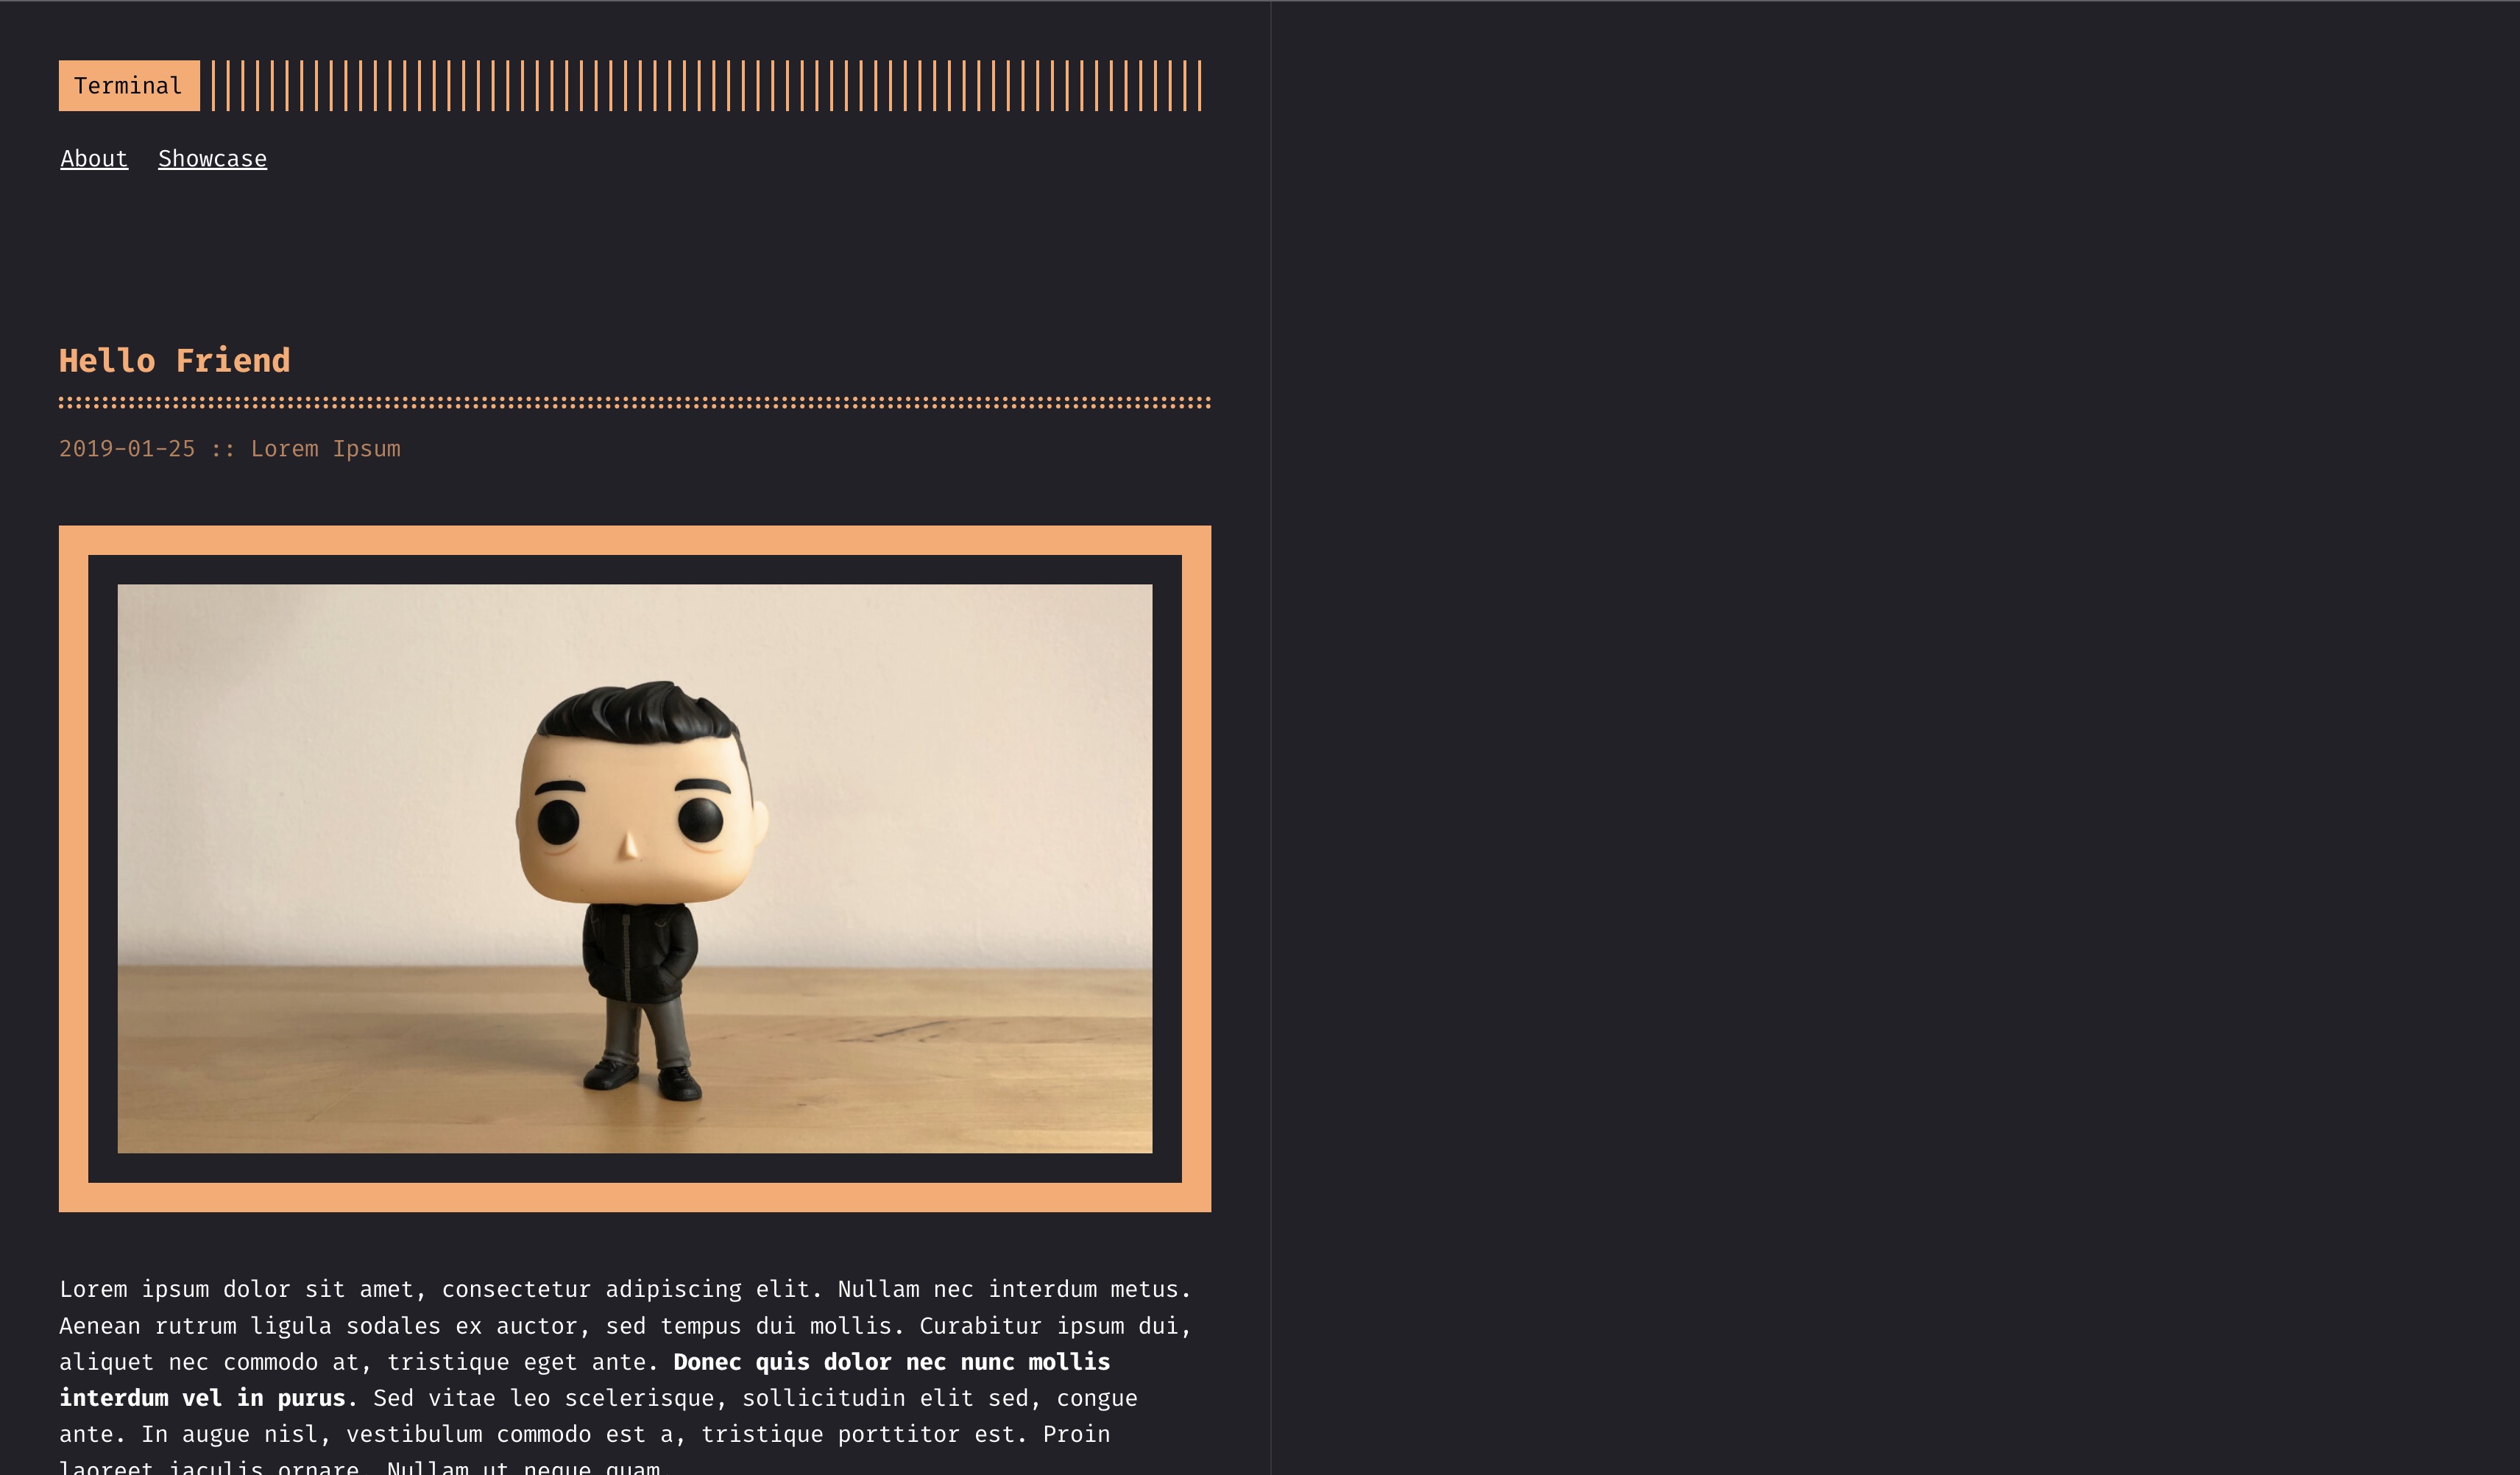 Terminal
About Showcase
Hello Friend
2019-01-25 :: Lorem Ipsum
Lorem ipsum dolor sit amet, consectetur adipiscing elit. Nullam nec interdum metus.
Aenean rutrum ligula sodales ex auctor, sed tempus dui mollis. Curabitur ipsum dui,
aliquet nec commodo at, tristique eget ante. Donec quis dolor nec nunc mollis
interdum vel in purus. Sed vitae leo scelerisque, sollicitudin elit sed, congue
ante. In augue nisl, vestibulum commodo est a, tristique porttitor est. Proin
laoreet iaculis ornare. Nullam ut neque quam.